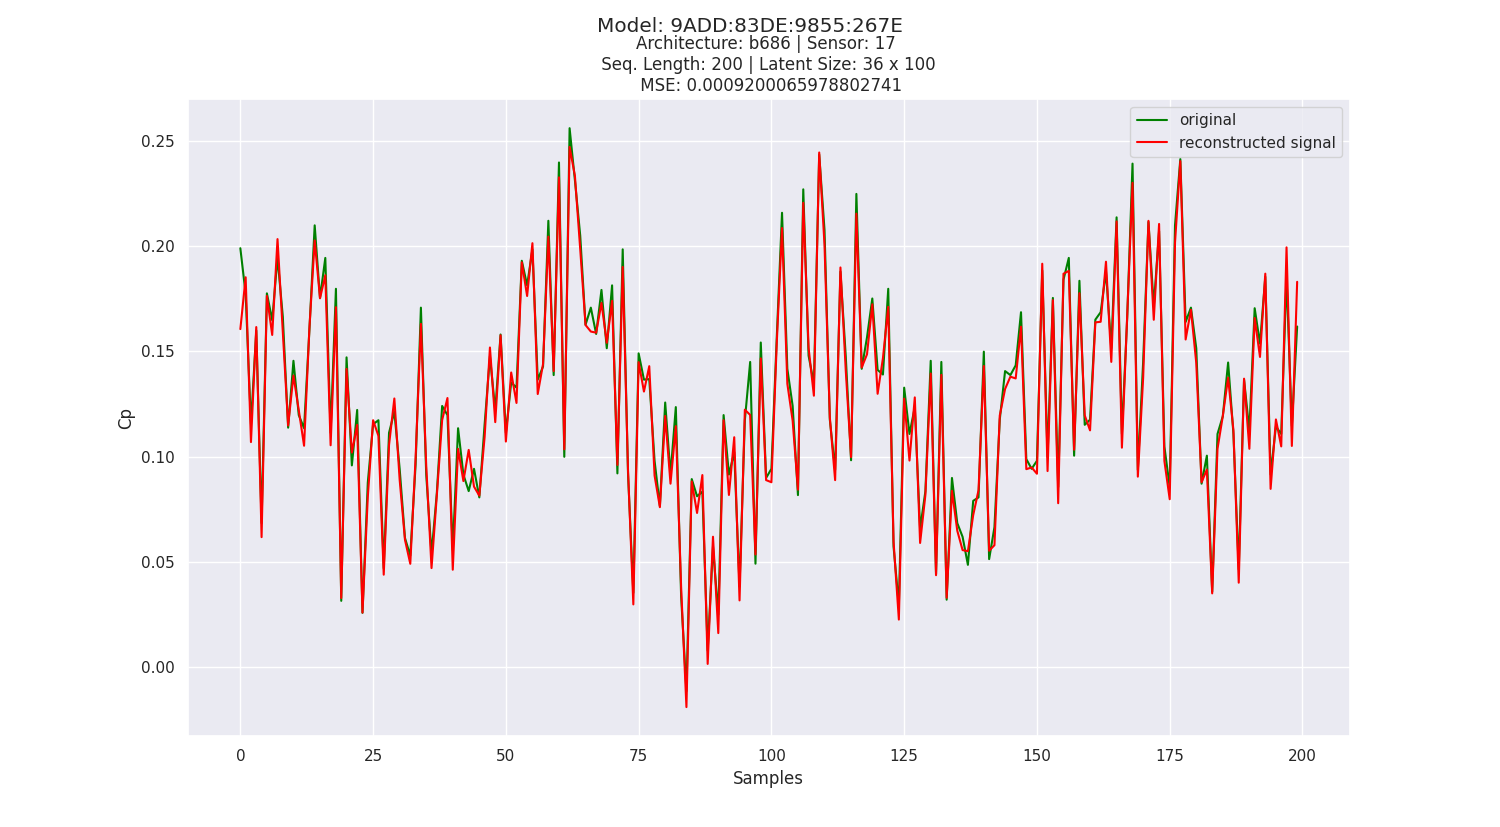 Model: 9ADD:83DE:9855:267E
Architecture: b686 | Sensor: 17
Seq. Length: 200 | Latent Size: 36 x 100
MSE: 0.0009200065978802741
original
reconstructed signal
0.25
0.20
0.15
0.10
0.05
0.00
Cp
0 25 50 75 100 125 150 175 200
Samples